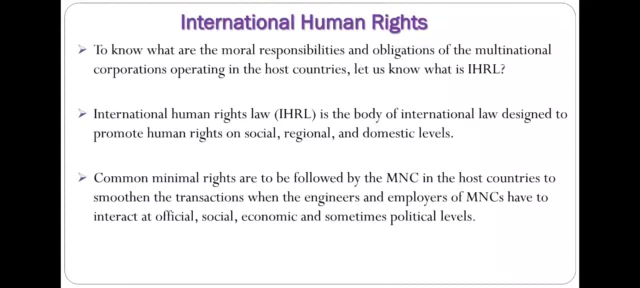 International Human Rights
➢ To know what are the moral responsibilities and obligations of the multinational
corporations operating in the host countries, let us know what is IHRL?
➢ International human rights law (IHRL) is the body of international law designed to
promote human rights on social, regional, and domestic levels.
➢ Common minimal rights are to be followed by the MNC in the host countries to
smoothen the transactions when the engineers and employers of MNCs have to
interact at official, social, economic and sometimes political levels.